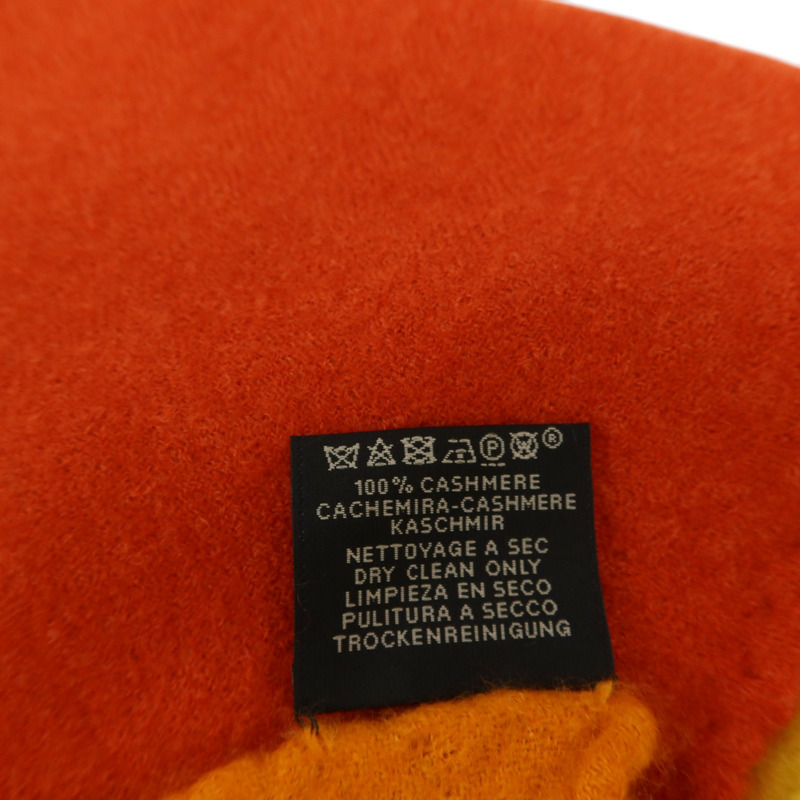 P W ®
100% CASHMERE
CACHEMIRA-CASHMERE
KASCHMIR
NETTOYAGE A SEC
DRY CLEAN ONLY
LIMPIEZA EN SECO
PULITURA A SECCO
TROCKENREINIGUNG